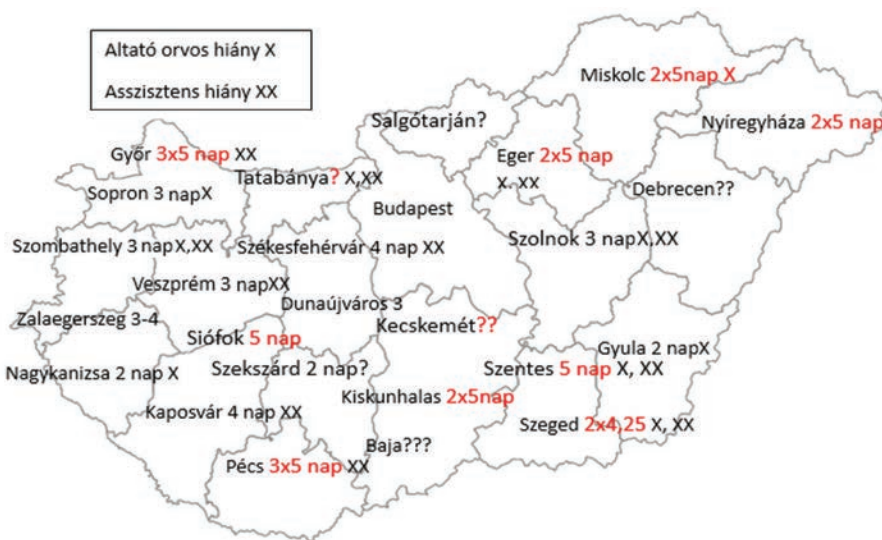 Altató orvos hiány X
Asszisztens hiány XX
Miskolc 2x5nap X
Salgótarján?
Nyíregyháza 2x5 nap
Győr 3x5 nap XX
Eger 2x5 nap
X, XX
Tatabánya? X,XX
Sopron 3 napX
Debrecen??
Budapest
Szombathely 3 napX,XX
Székesfehérvár 4 nap XX
Szolnok 3 napX,XX
Veszprém 3 napXX
Dunaújváros 3
Zalaegerszeg 3-4
Kecskemét??
Siófok 5 nap
Gyula 2 napX
Nagykanizsa 2 nap X
Szekszárd 2 nap?
Szentes 5 nap X, XX
Kiskunhalas 2x5nap
Kaposvár 4 nap XX
Szeged 2x4,25 X, XX
Baja???
Pécs 3x5 nap XX